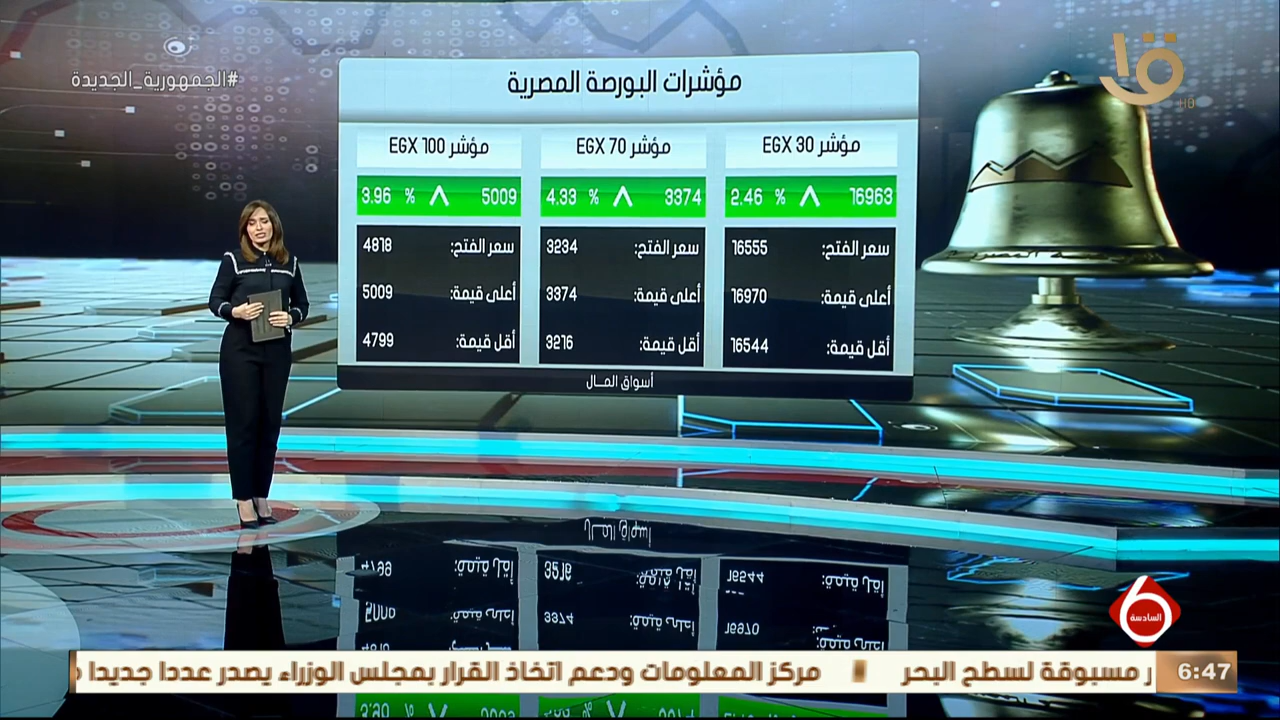 #الجمهورية_الجديدة
HD
مؤشرات البورصة المصرية
مؤشر EGX 30
16963 2.46 %
سعر الفتح: 16555
أعلى قيمة: 16970
أقل قيمة: 16544
مؤشر EGX 70
3374 4.33 %
سعر الفتح: 3234
أعلى قيمة: 3374
أقل قيمة: 3216
مؤشر EGX 100
5009 3.96 %
سعر الفتح: 4818
أعلى قيمة: 5009
أقل قيمة: 4799
أسواق المـال
6
السادسة
مسبوقة لسطح البحر
مركز المعلومات ودعم اتخاذ القرار بمجلس الوزراء يصدر عددا جديدا
6:47